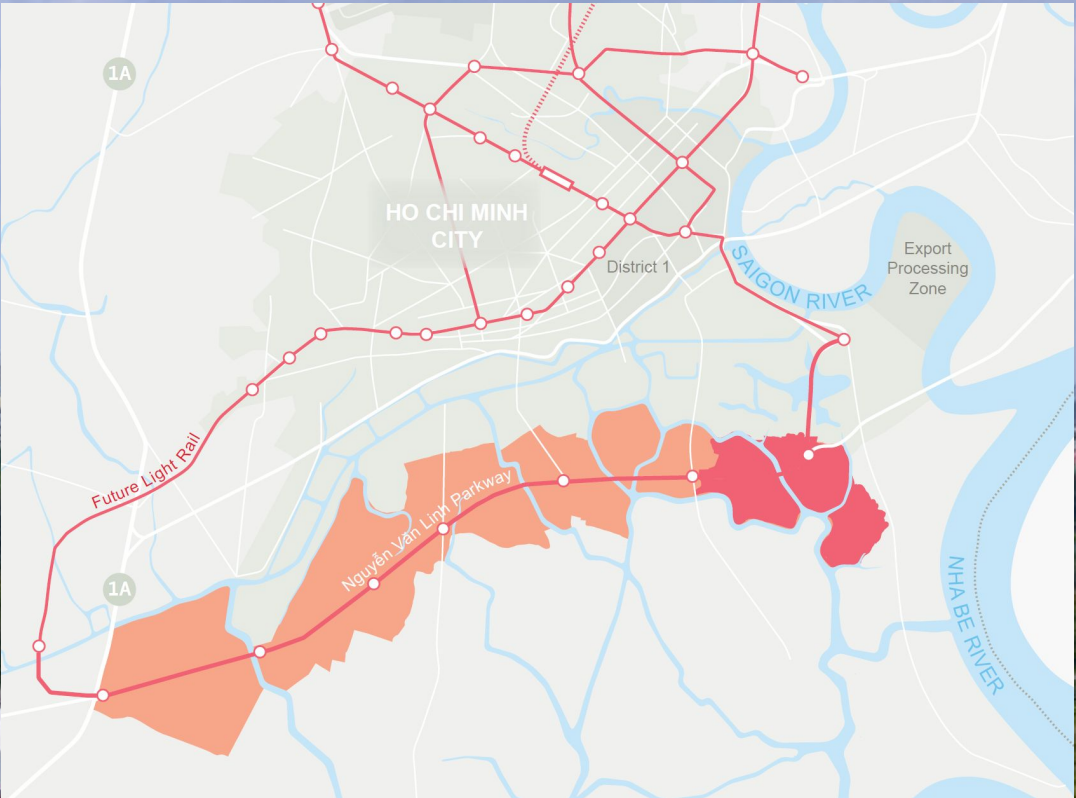 1A
HO CHI MINH
CITY
District 1
SAIGON RIVER
Export
Processing
Zone
Future Light Rail
Nguyễn Văn Linh Parkway
1A
NHA BE RIVER